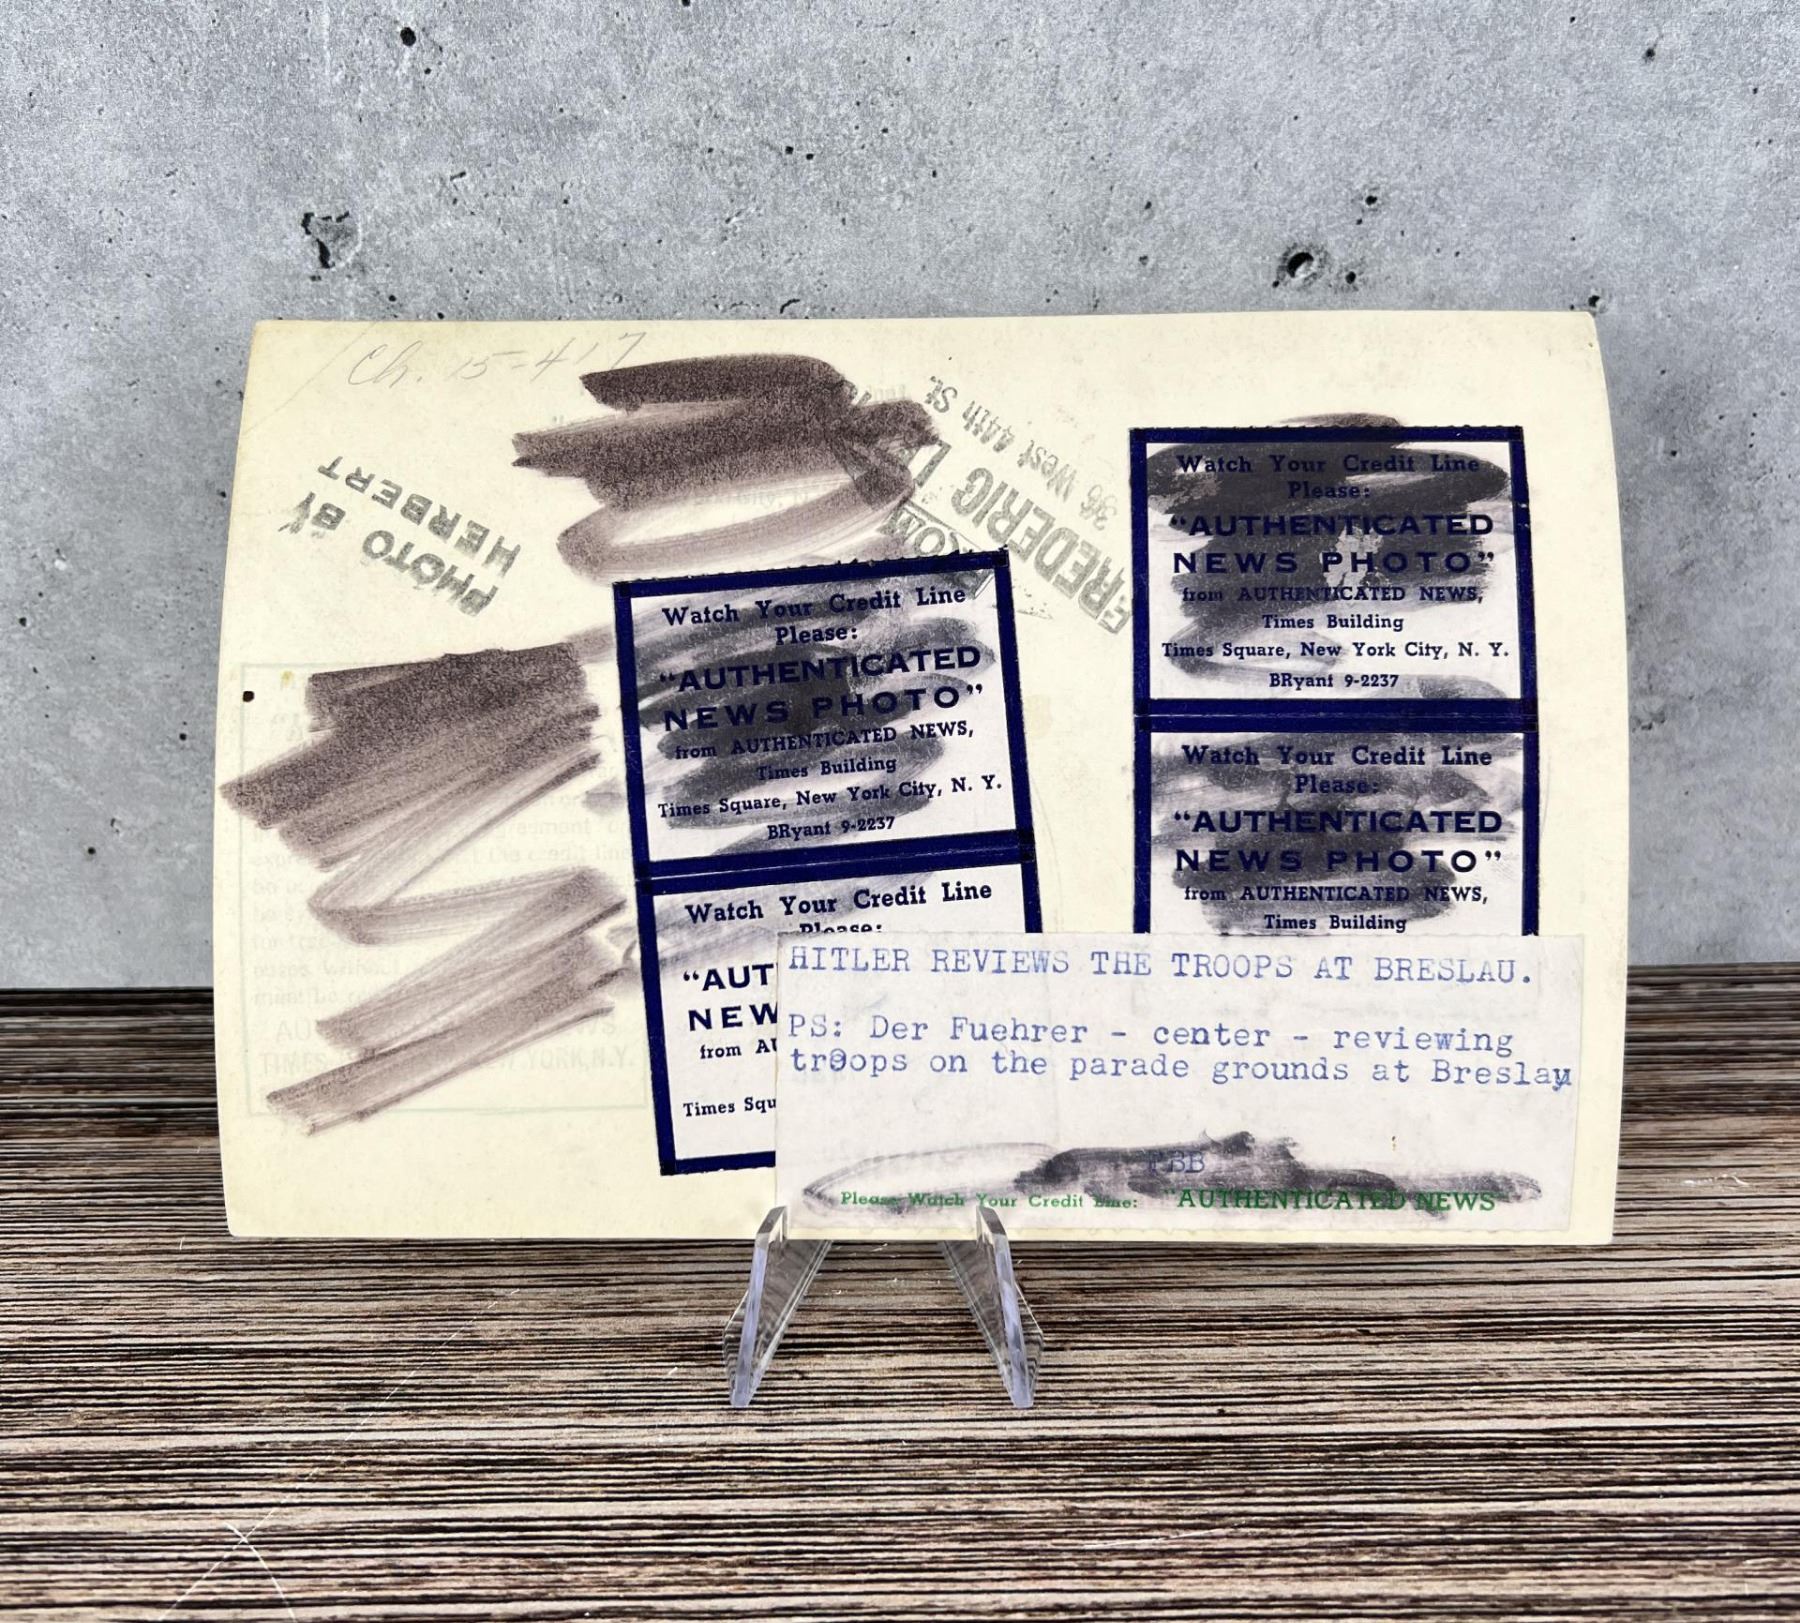 Ch. 15-417
PHOTO BY
HERBERT
FREDERIC
36 West 44th St.
Watch Your Credit Line
Please:
"AUTHENTICATED
NEWS PHOTO"
from AUTHENTICATED NEWS,
Times Building
Times Square, New York City, N. Y.
BRyant 9-2237
Watch Your Credit Line
Please:
"AUT
NEW
from AU
Times Squ
Watch Your Credit Line
Please:
"AUTHENTICATED
NEWS PHOTO"
from AUTHENTICATED NEWS,
Times Building
Times Square, New York City, N. Y.
BRyant 9-2237
Watch Your Credit Line
Please:
"AUTHENTICATED
NEWS PHOTO"
from AUTHENTICATED NEWS,
Times Building
HITLER REVIEWS THE TROOPS AT BRESLAU.
PS: Der Fuehrer - center - reviewing
troops on the parade grounds at Breslau
Please Watch Your Credit Line: "AUTHENTICATED NEWS"